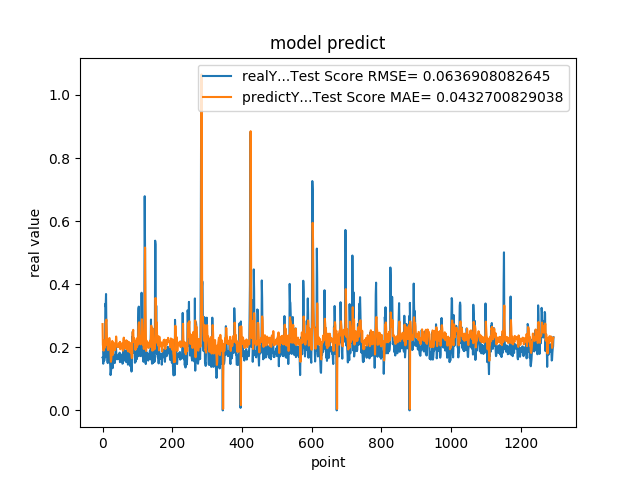 model predict
realY...Test Score RMSE= 0.0636908082645
predictY...Test Score MAE= 0.0432700829038
1.0
0.8
0.6
0.4
0.2
0.0
real value
0 200 400 600 800 1000 1200
point